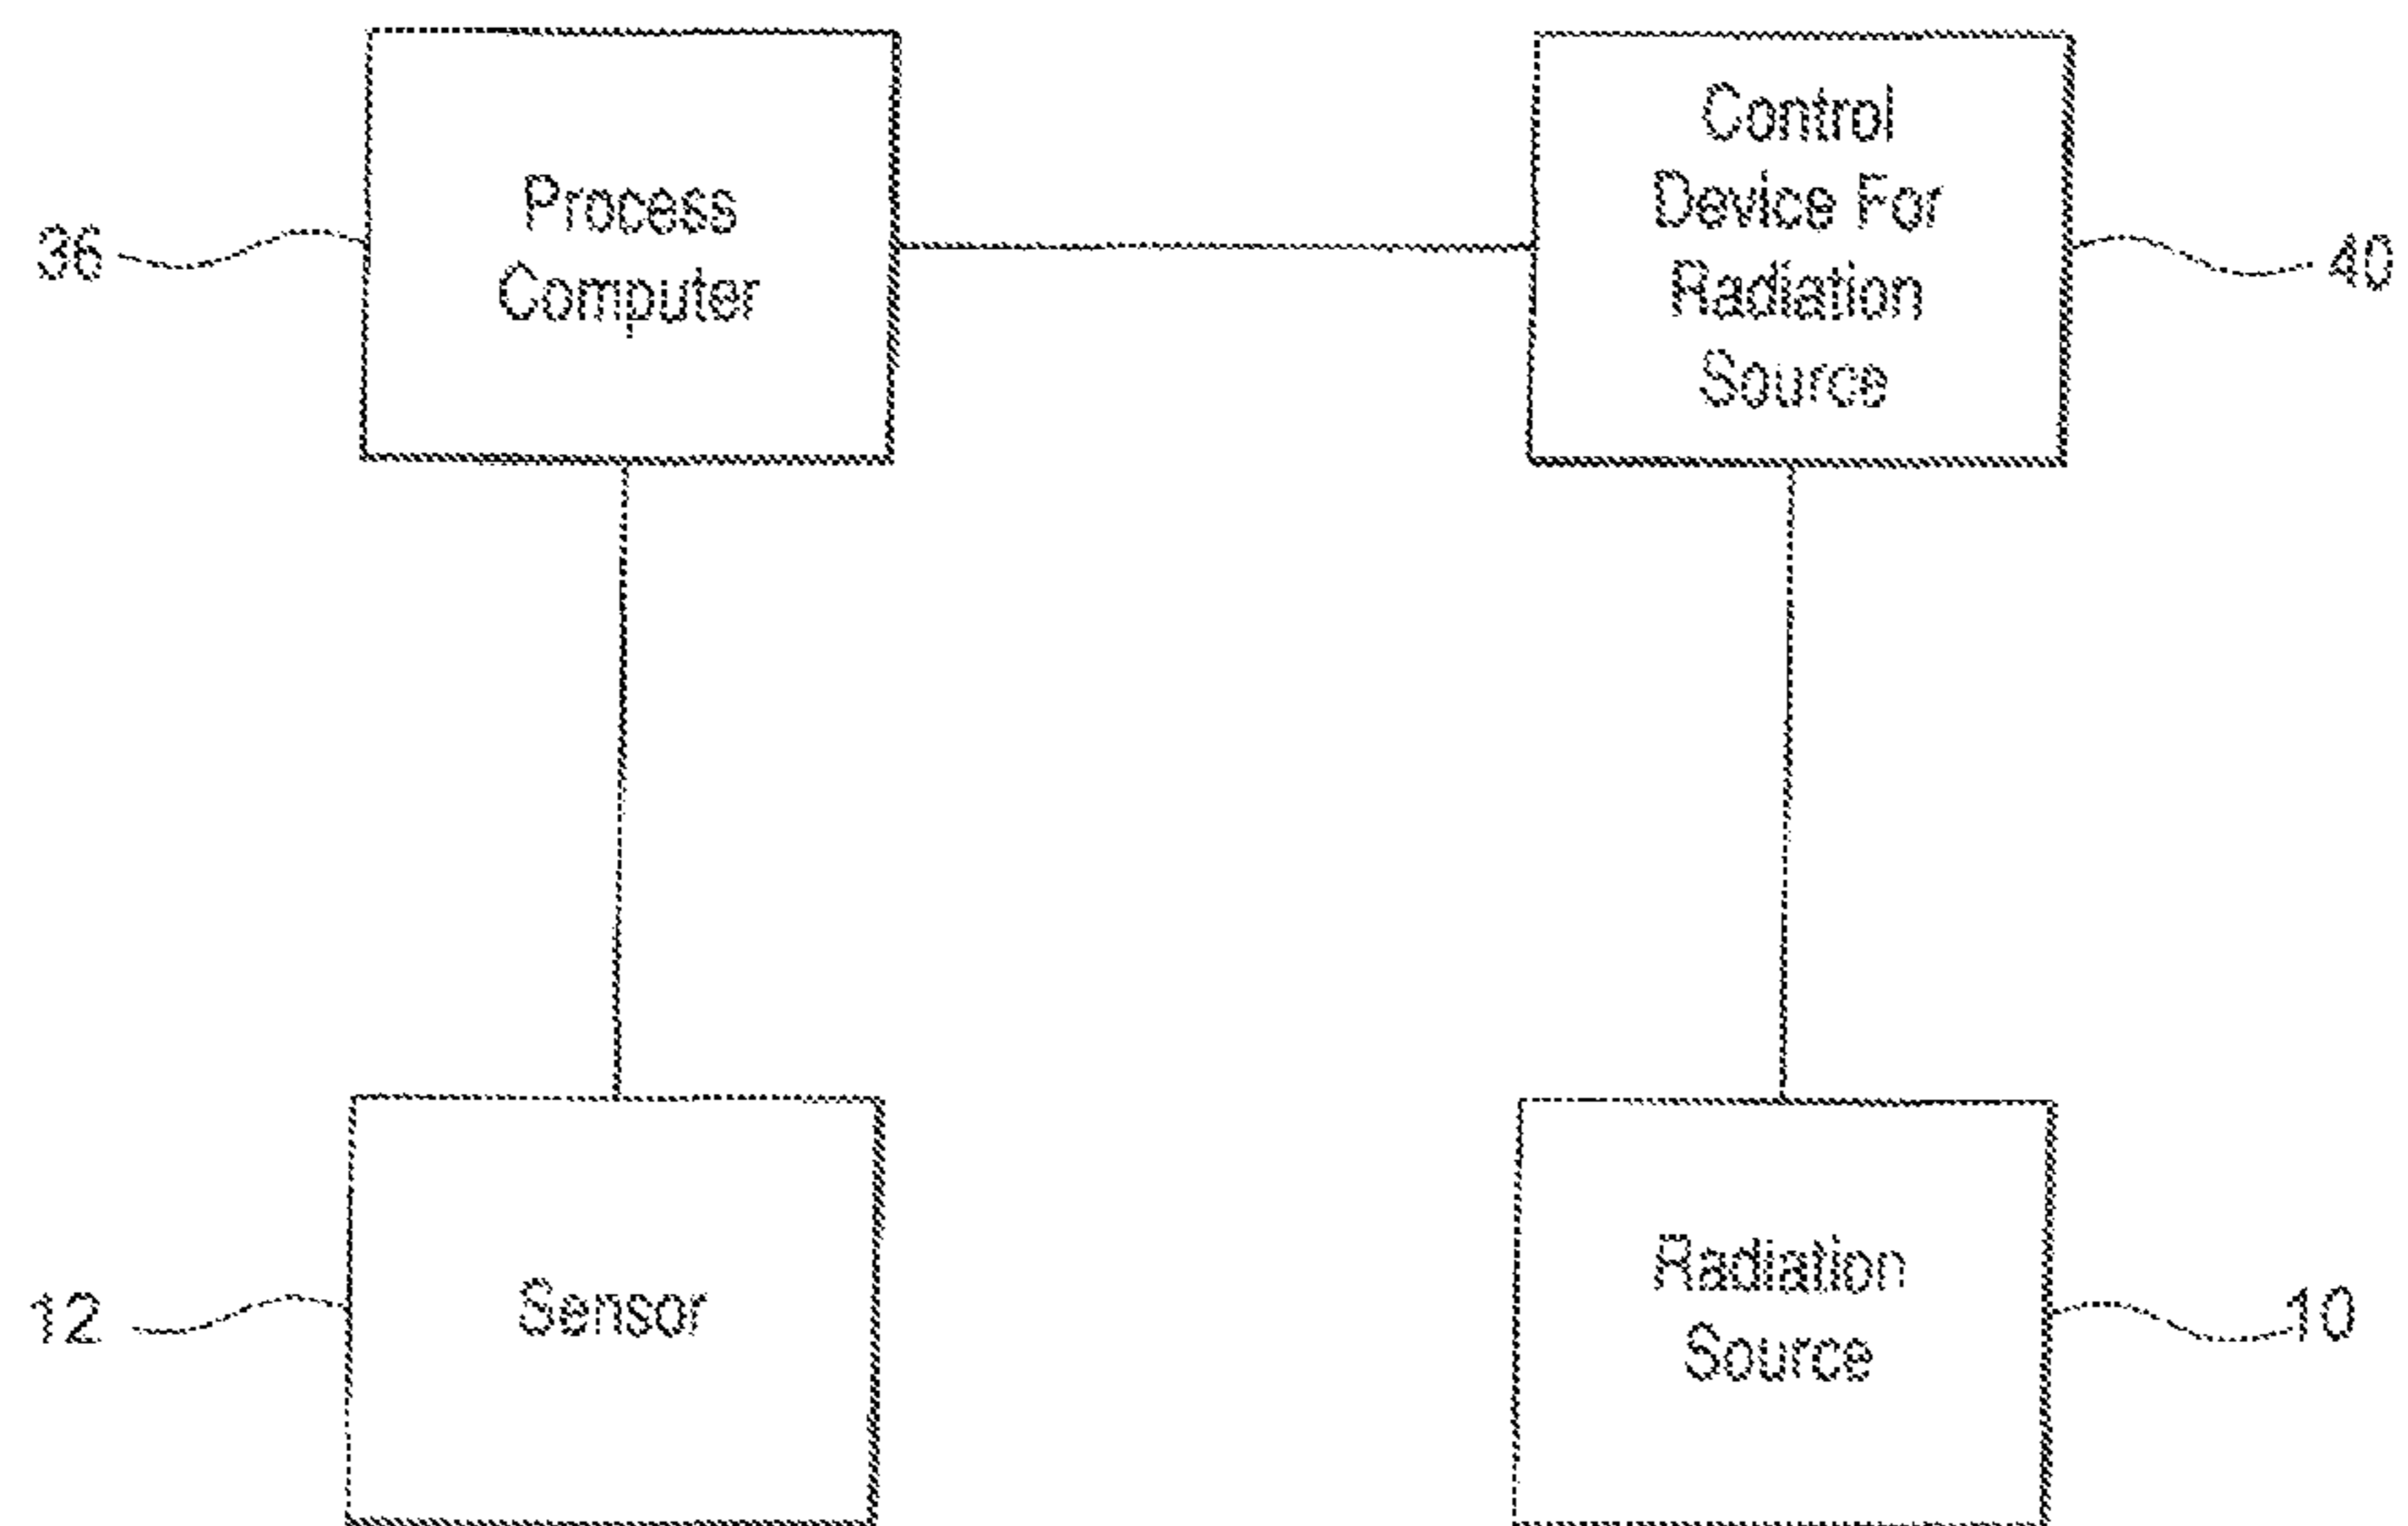 Process
Computer
36
Control
Device For
Radiation
Source
40
Sensor
12
Radiation
Source
10